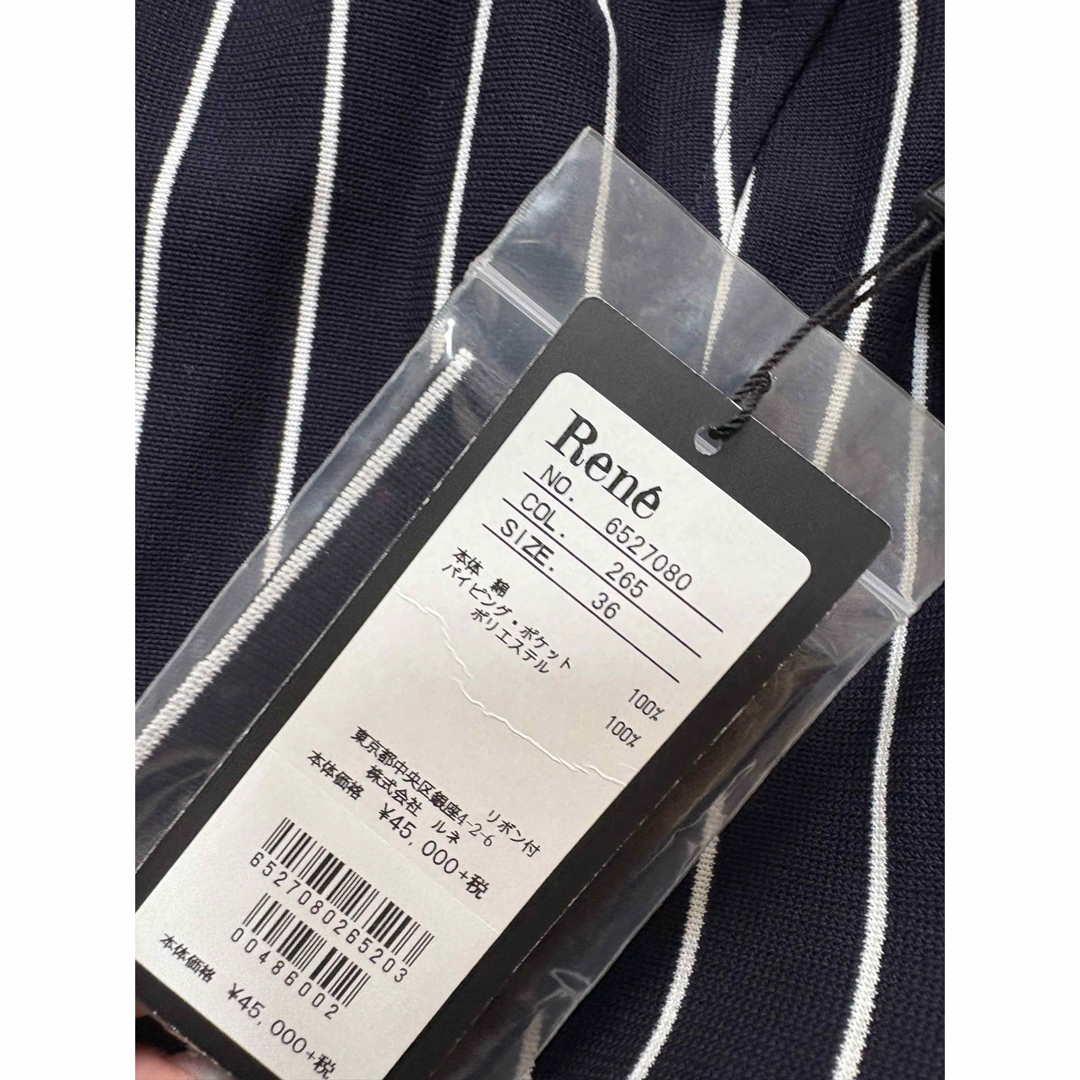 René
NO. 6527080
COL. 265
SIZE. 36
本体 綿 100%
パイピング・ポケット
ポリエステル 100%
リボン付
東京都中央区銀座4-2-6
株式会社 ルネ
本体価格 ¥45,000+税
6527080265203
00486002
本体価格 ¥45,000+税